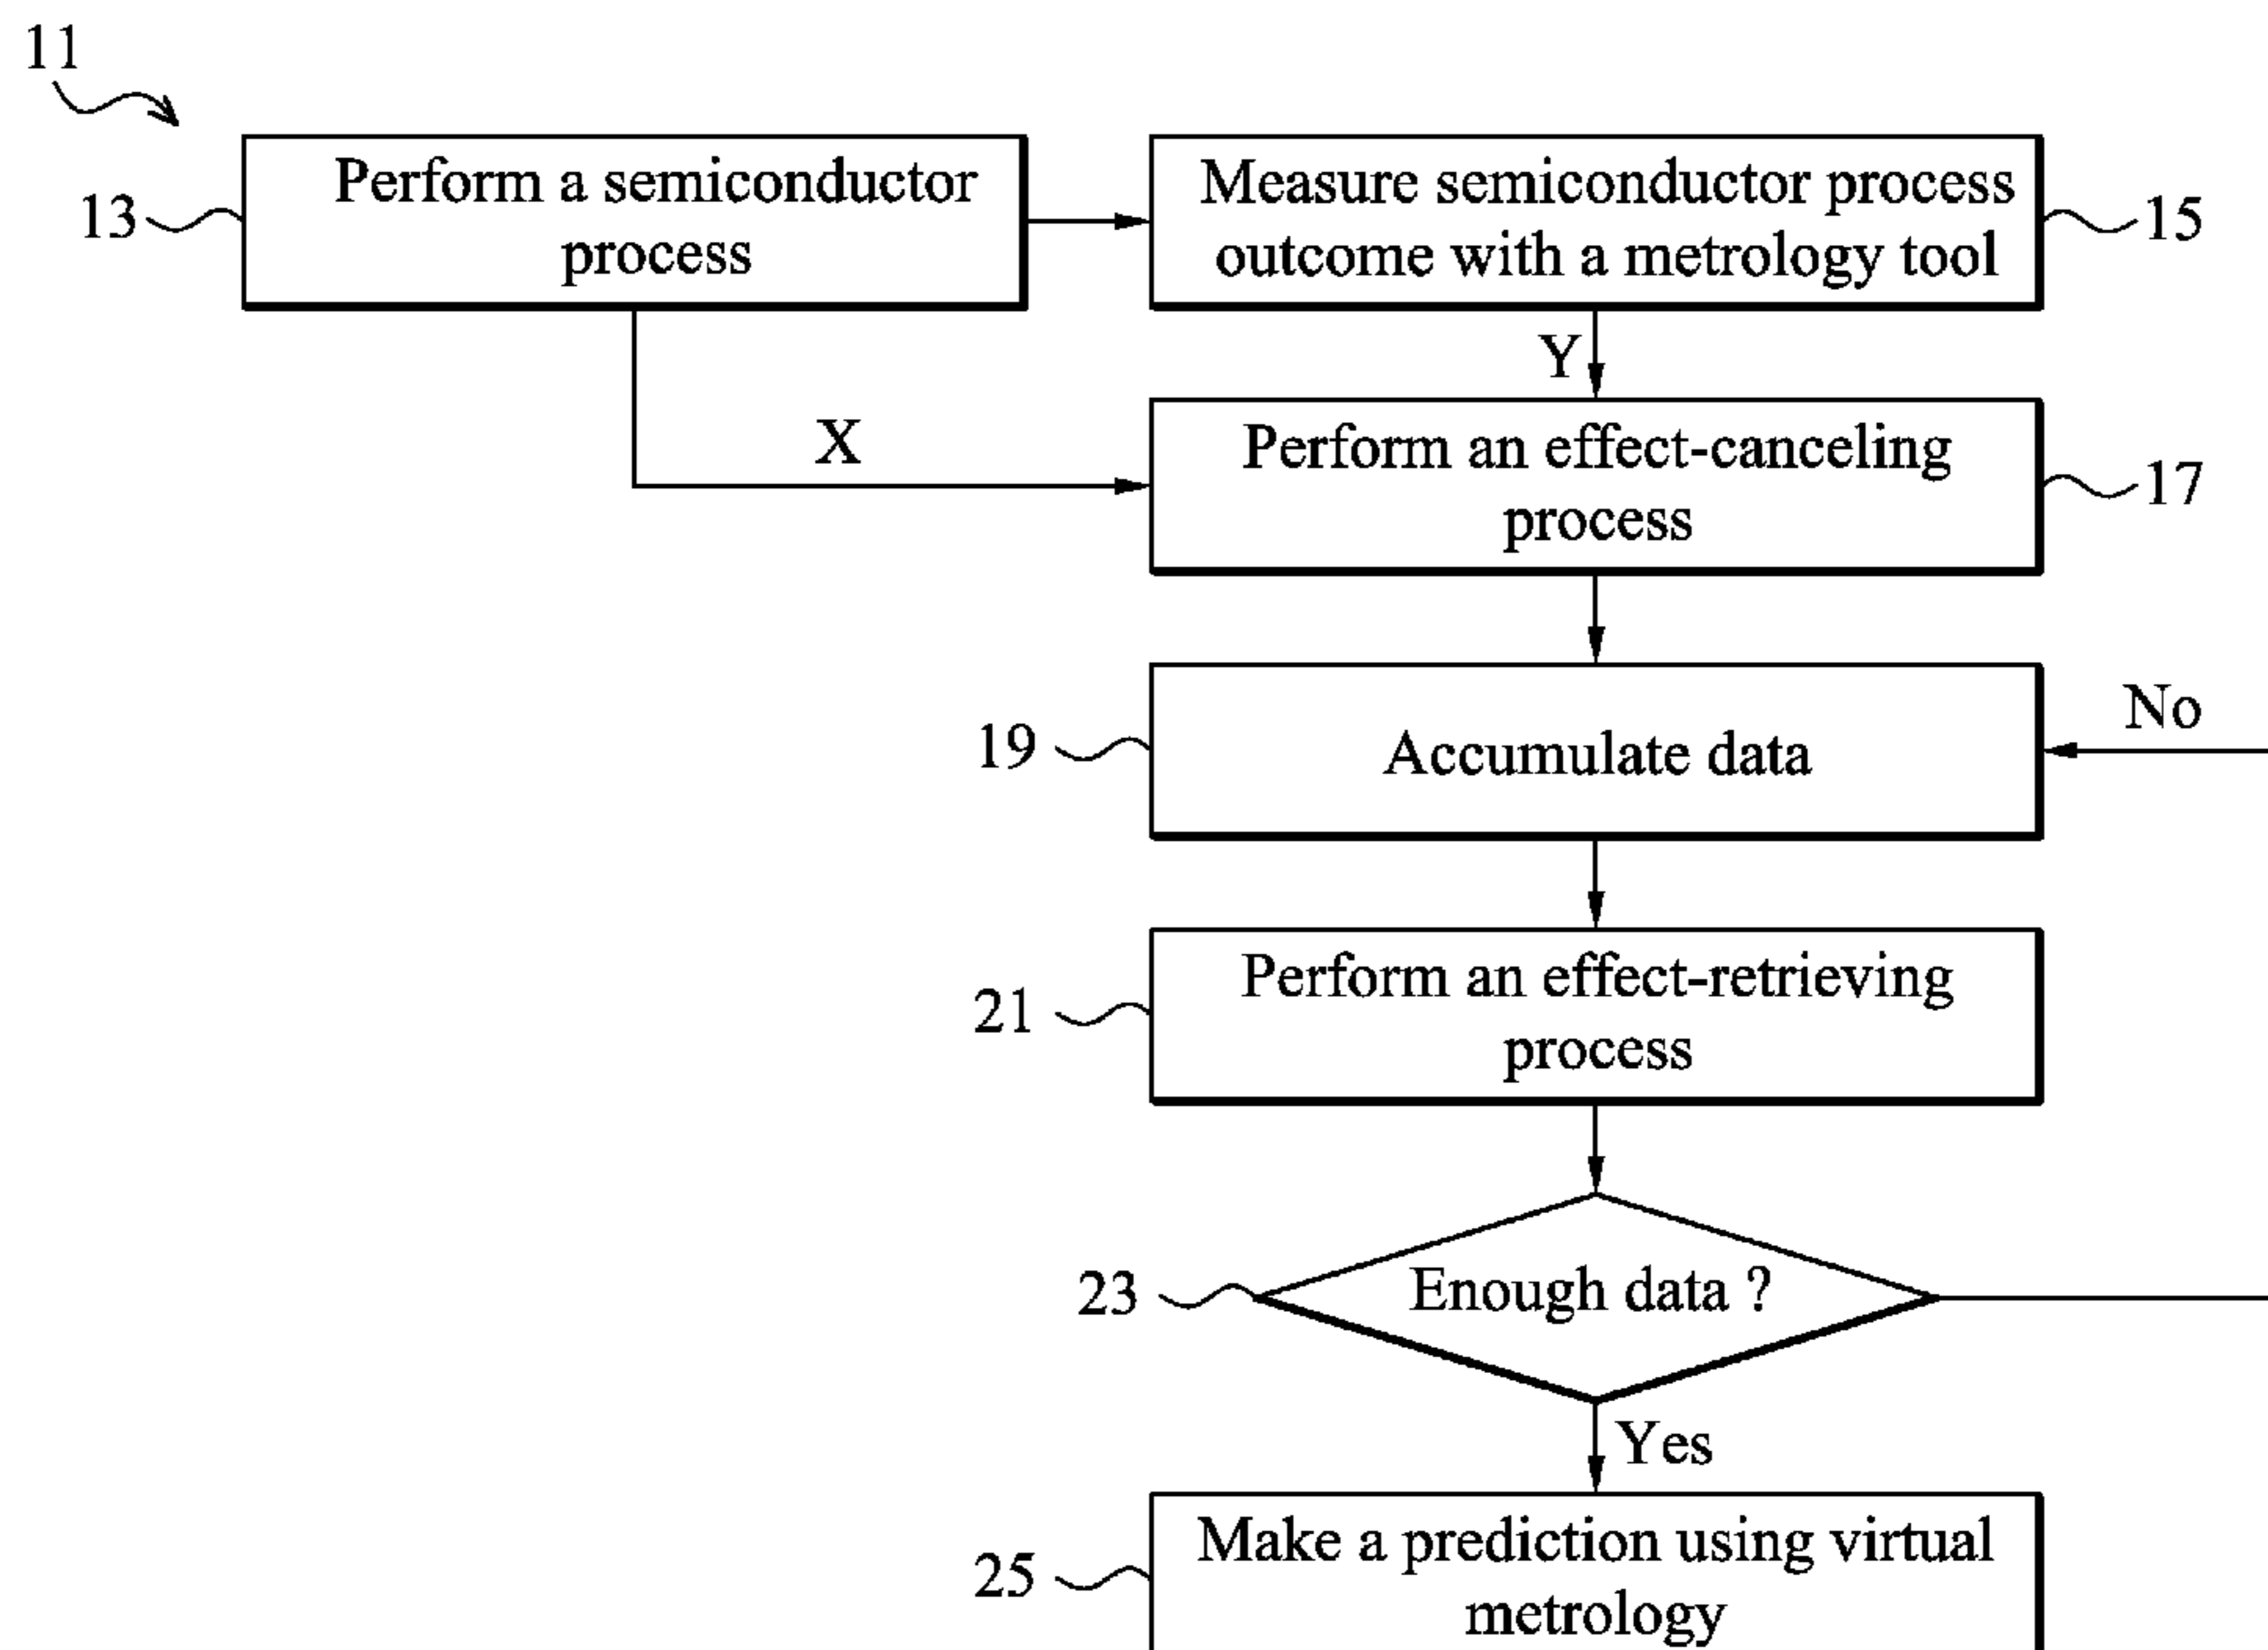 11
13
Perform a semiconductor
process
Measure semiconductor process
outcome with a metrology tool
15
Y
X
Perform an effect-canceling
process
17
19
Accumulate data
No
21
Perform an effect-retrieving
process
23
Enough data ?
Yes
25
Make a prediction using virtual
metrology